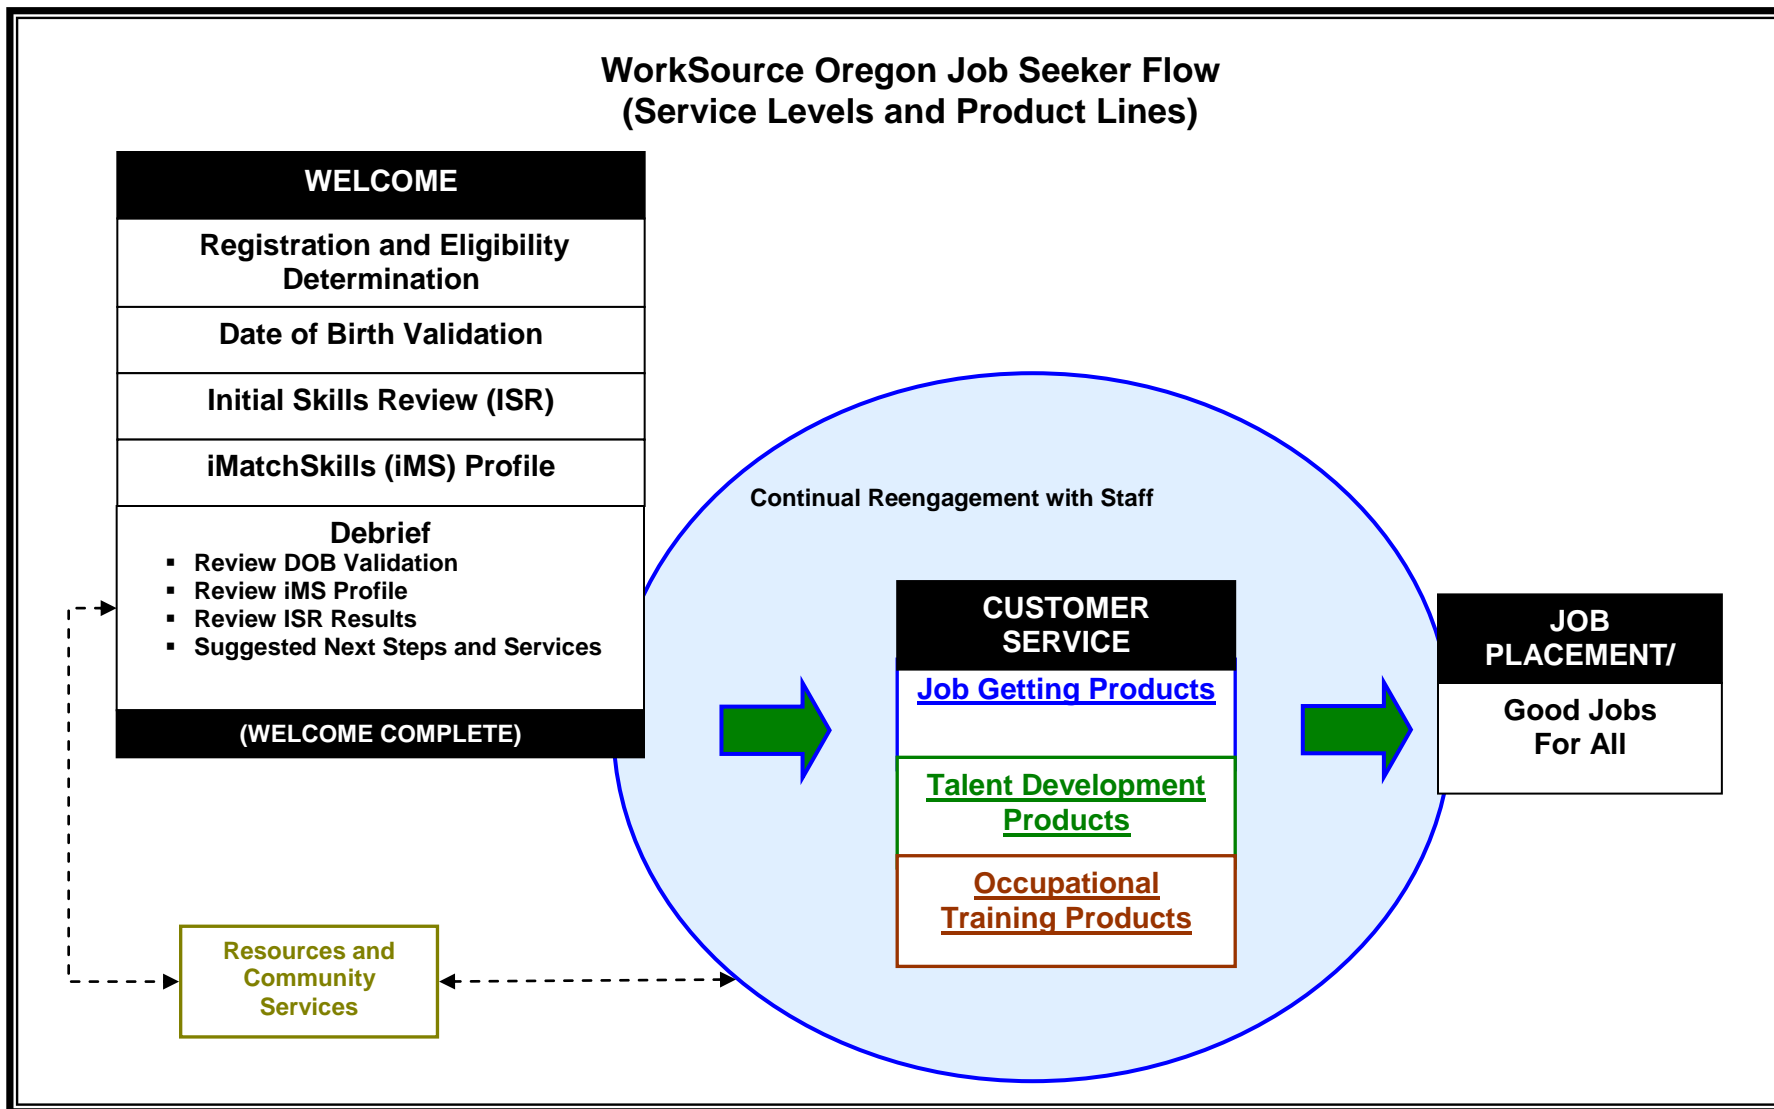 WorkSource Oregon Job Seeker Flow
(Service Levels and Product Lines)
WELCOME
Registration and Eligibility
Determination
Date of Birth Validation
Initial Skills Review (ISR)
iMatchSkills (iMS) Profile
Debrief
▪ Review DOB Validation
▪ Review iMS Profile
▪ Review ISR Results
▪ Suggested Next Steps and Services
(WELCOME COMPLETE)
Continual Reengagement with Staff
CUSTOMER
SERVICE
Job Getting Products
Talent Development
Products
Occupational
Training Products
JOB
PLACEMENT/
Good Jobs
For All
Resources and
Community
Services